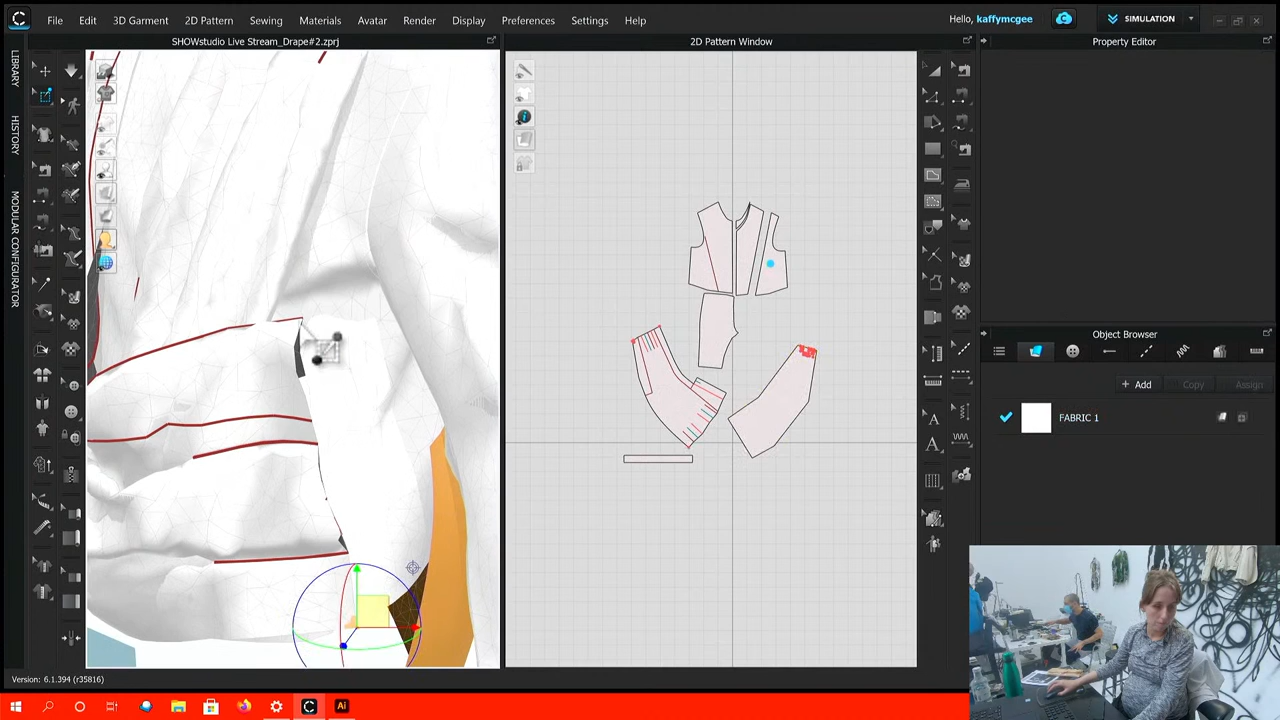 File Edit 3D Garment 2D Pattern Sewing Materials Avatar Render Display Preferences Settings Help
Hello, kaffymcgee
SIMULATION
SHOWstudio Live Stream_Drape#2.zprj
2D Pattern Window
Property Editor
LIBRARY
HISTORY
MODULAR CONFIGURATOR
Object Browser
+ Add
Copy
Assign
FABRIC 1
Version: 6.1.394 (r35816)
Ai